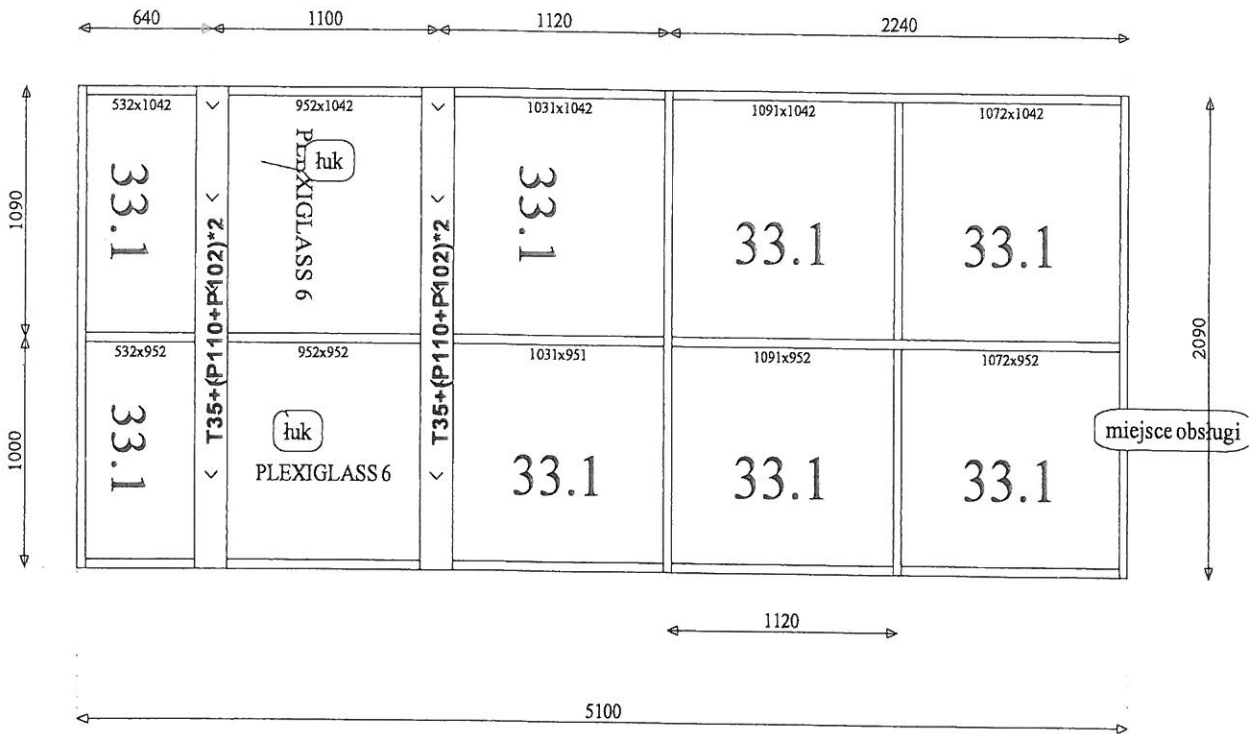 640
1100
1120
2240
532x1042
952x1042
1031x1042
1091x1042
1072x1042
1090
33.1
T35+(P110+P102)*2
PLEXIGLASS 6
łuk
T35+(P110+P102)*2
33.1
33.1
33.1
2090
532x952
952x952
1031x951
1091x952
1072x952
1000
33.1
łuk
PLEXIGLASS 6
33.1
33.1
33.1
miejsce obsługi
1120
5100